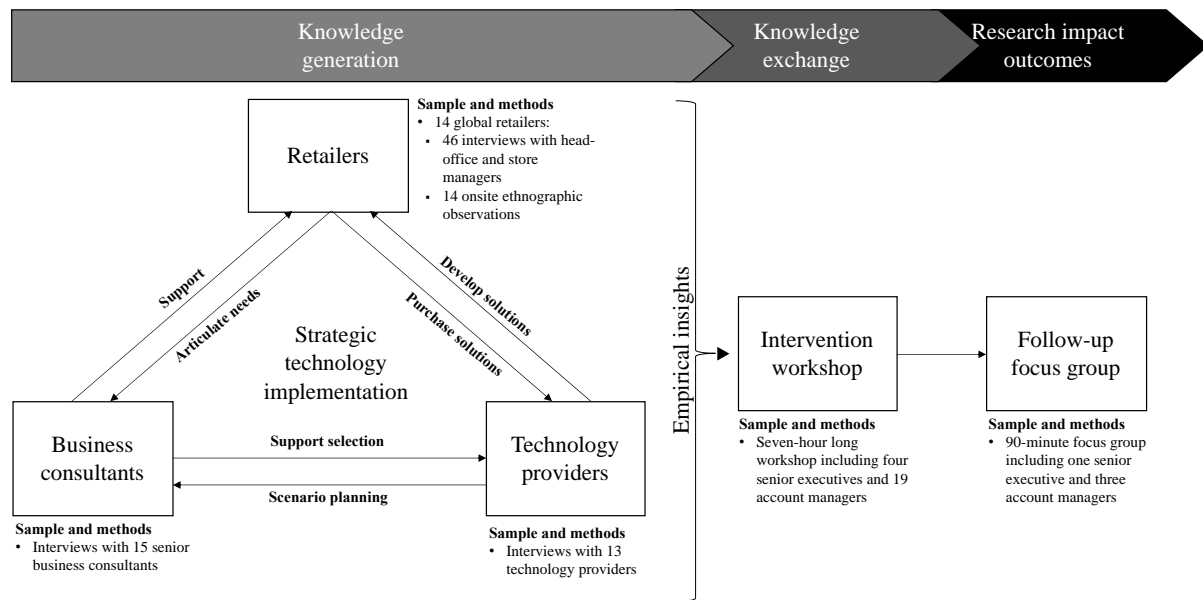 Knowledge
generation
Knowledge
exchange
Research impact
outcomes
Retailers
Sample and methods
• 14 global retailers:
▪ 46 interviews with head-
office and store
managers
▪ 14 onsite ethnographic
observations
Support
Articulate needs
Develop solutions
Purchase solutions
Strategic
technology
implementation
Business
consultants
Support selection
Scenario planning
Technology
providers
Sample and methods
• Interviews with 15 senior
business consultants
Sample and methods
• Interviews with 13
technology providers
Empirical insights
Intervention
workshop
Sample and methods
• Seven-hour long
workshop including four
senior executives and 19
account managers
Follow-up
focus group
Sample and methods
• 90-minute focus group
including one senior
executive and three
account managers